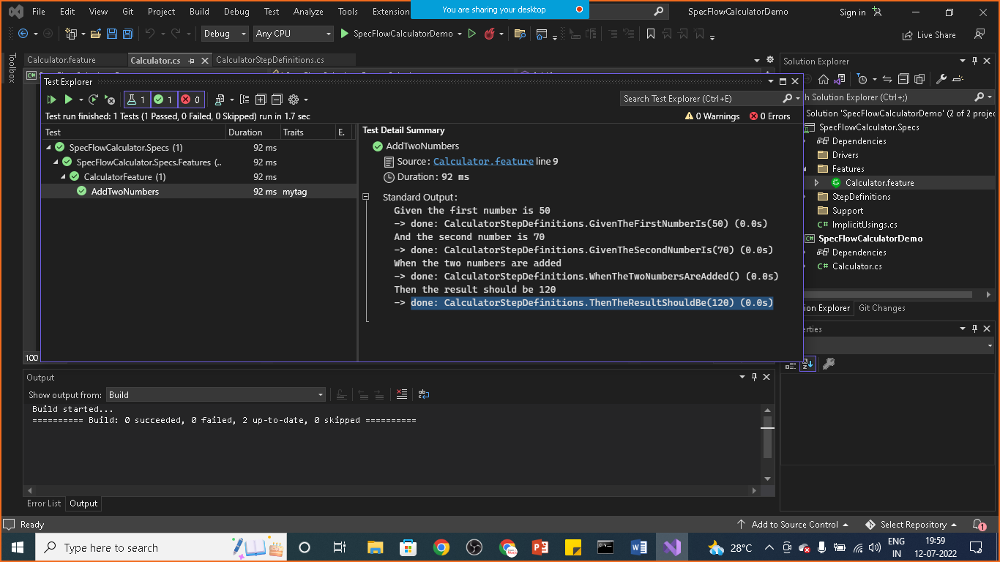 File Edit View Git Project Build Debug Test Analyze Tools Extension
You are sharing your desktop
SpecFlowCalculatorDemo
Sign in
Debug
Any CPU
SpecFlowCalculatorDemo
Live Share
Toolbox
Calculator.feature
Calculator.cs
CalculatorStepDefinitions.cs
Test Explorer
1
1
0
Search Test Explorer (Ctrl+E)
Test run finished: 1 Tests (1 Passed, 0 Failed, 0 Skipped) run in 1.7 sec
0 Warnings
0 Errors
Test Duration Traits E.
SpecFlowCalculator.Specs (1) 92 ms
SpecFlowCalculator.Specs.Features (.. 92 ms
CalculatorFeature (1) 92 ms
AddTwoNumbers 92 ms mytag
Test Detail Summary
AddTwoNumbers
Source: Calculator.feature line 9
Duration: 92 ms
Standard Output:
Given the first number is 50
-> done: CalculatorStepDefinitions.GivenTheFirstNumberIs(50) (0.0s)
And the second number is 70
-> done: CalculatorStepDefinitions.GivenTheSecondNumberIs(70) (0.0s)
When the two numbers are added
-> done: CalculatorStepDefinitions.WhenTheTwoNumbersAreAdded() (0.0s)
Then the result should be 120
-> done: CalculatorStepDefinitions.ThenTheResultShouldBe(120) (0.0s)
100
Solution Explorer
h Solution Explorer (Ctrl+;)
Solution 'SpecFlowCalculatorDemo' (2 of 2 projec
SpecFlowCalculator.Specs
Dependencies
Drivers
Features
Calculator.feature
StepDefinitions
Support
C# ImplicitUsings.cs
SpecFlowCalculatorDemo
Dependencies
C# Calculator.cs
ion Explorer Git Changes
erties
Output
Show output from: Build
Build started...
========== Build: 0 succeeded, 0 failed, 2 up-to-date, 0 skipped ==========
Error List Output
Ready
Add to Source Control
Select Repository
1
Type here to search
28°C
ENG
IN
19:59
12-07-2022